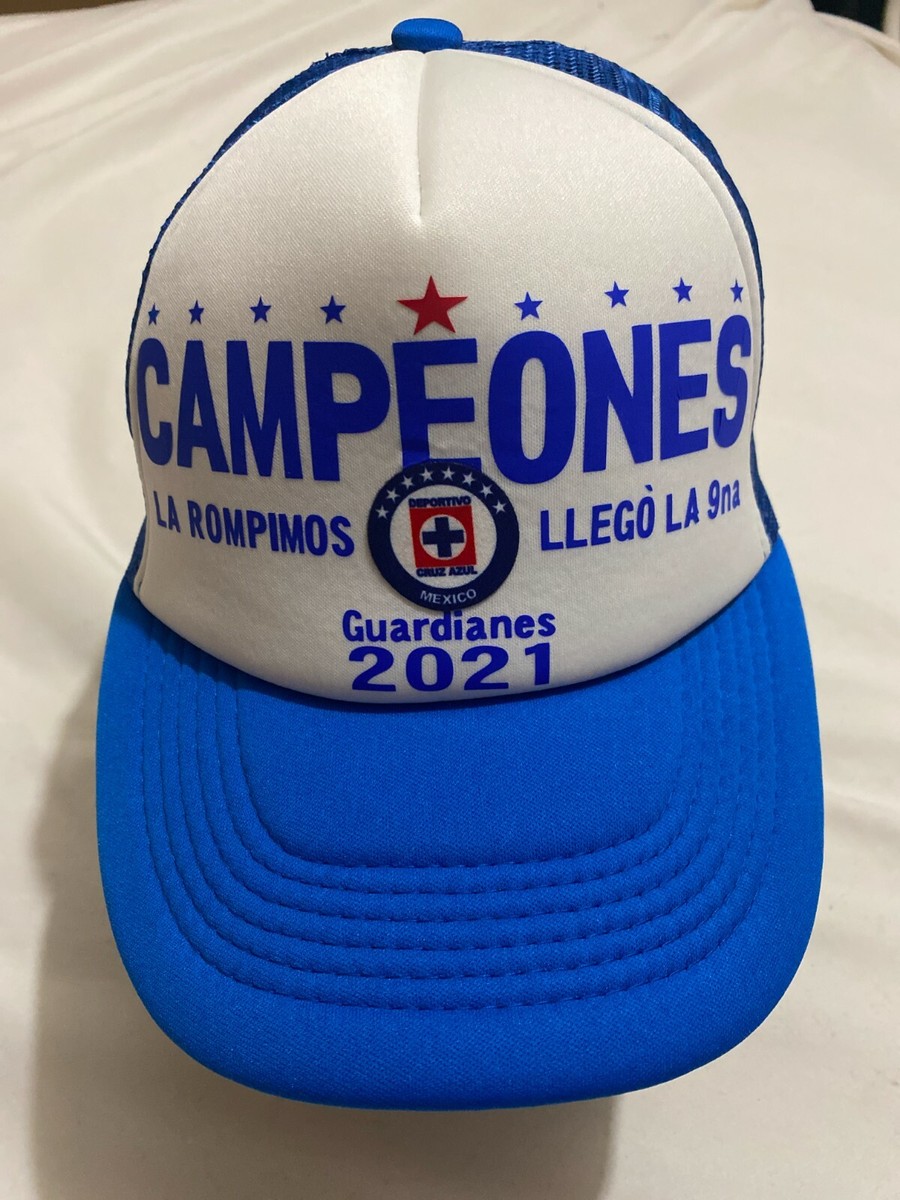 CAMPEONES
LA ROMPIMOS
DEPORTIVO
CRUZ AZUL
MEXICO
LLEGÒ LA 9na
Guardianes
2021